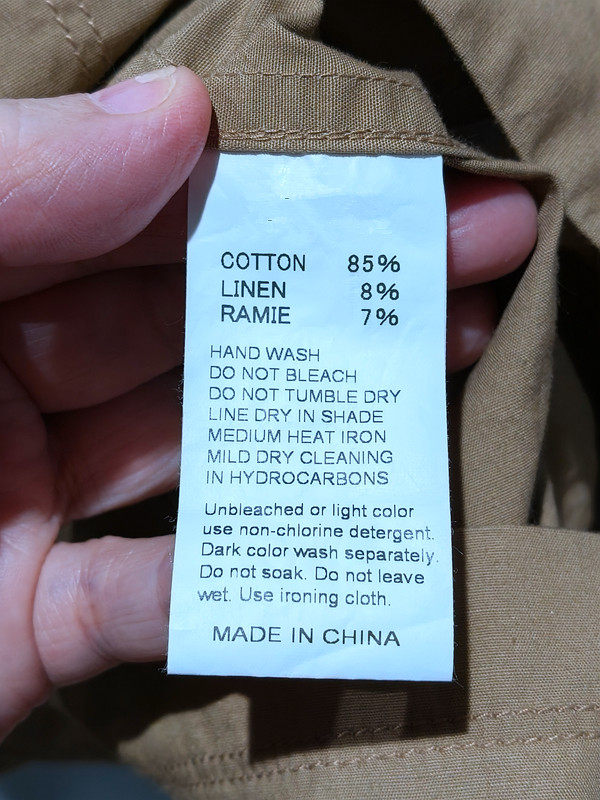 COTTON 85%
LINEN 8%
RAMIE 7%
HAND WASH
DO NOT BLEACH
DO NOT TUMBLE DRY
LINE DRY IN SHADE
MEDIUM HEAT IRON
MILD DRY CLEANING
IN HYDROCARBONS
Unbleached or light color
use non-chlorine detergent.
Dark color wash separately.
Do not soak. Do not leave
wet. Use ironing cloth.
MADE IN CHINA